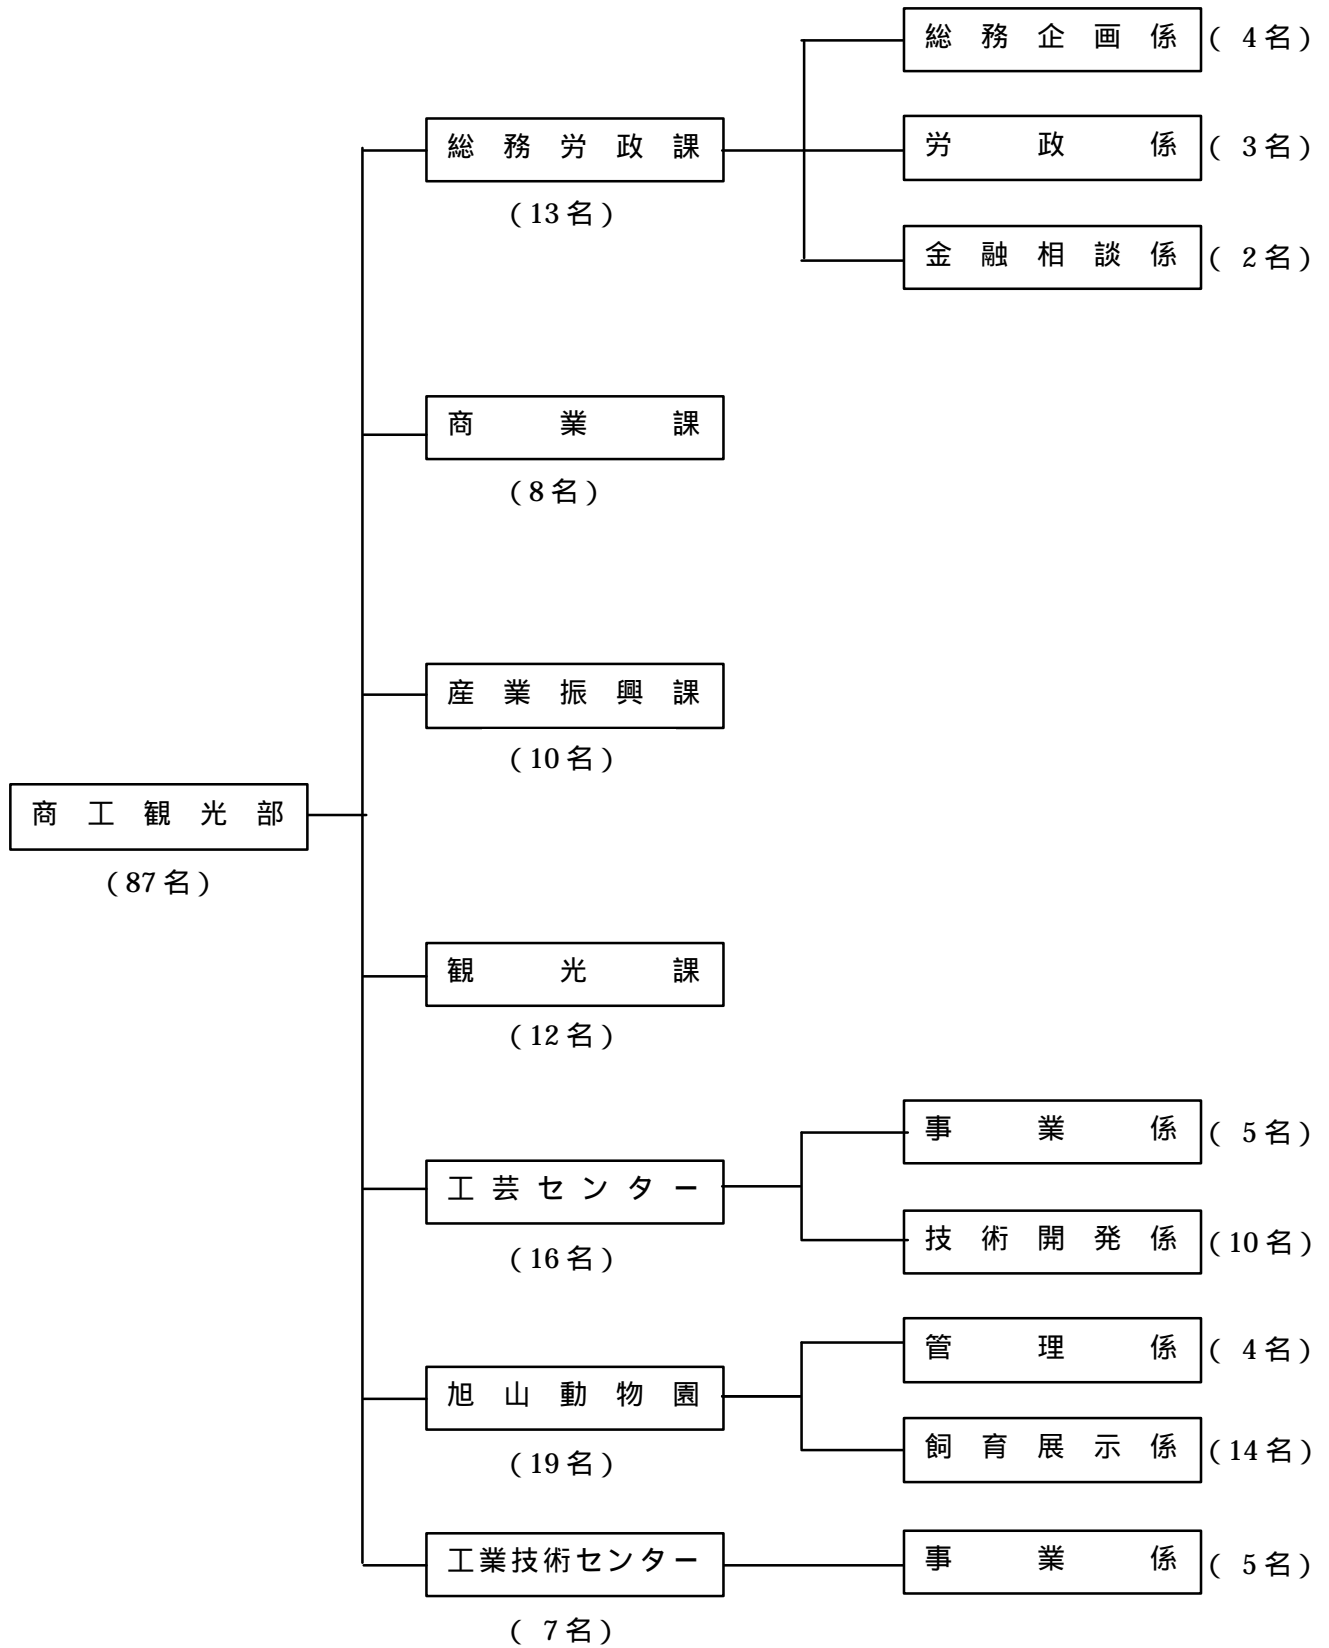 総務企画係 ( 4名)
総務労政課
労政係 ( 3名)
(13名)
金融相談係 ( 2名)
商業課
(8名)
産業振興課
(10名)
商工観光部
(87名)
観光課
(12名)
事業係 ( 5名)
工芸センター
技術開発係 (10名)
(16名)
管理係 ( 4名)
旭山動物園
飼育展示係 (14名)
(19名)
工業技術センター
事業係 ( 5名)
( 7名)